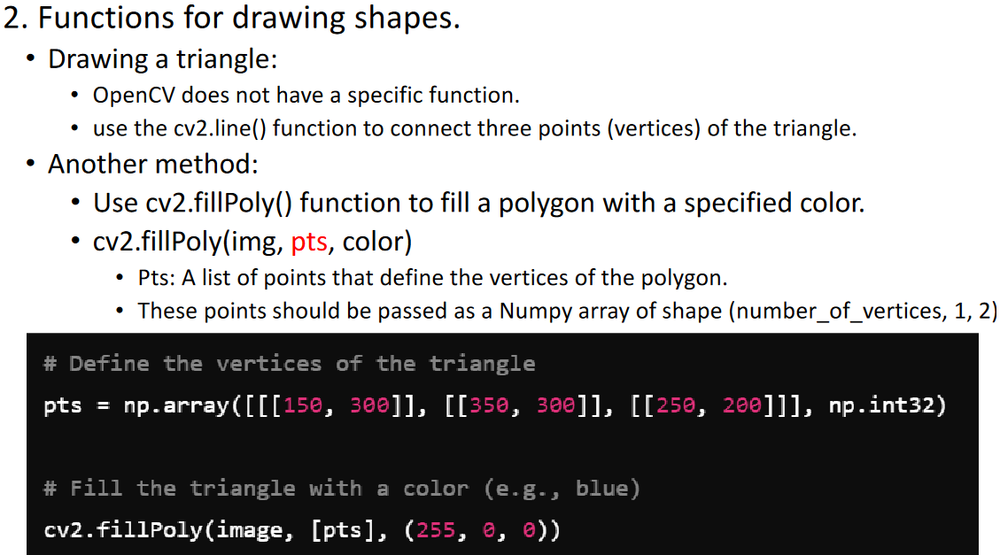 2. Functions for drawing shapes.
• Drawing a triangle:
• OpenCV does not have a specific function.
• use the cv2.line() function to connect three points (vertices) of the triangle.
• Another method:
• Use cv2.fillPoly() function to fill a polygon with a specified color.
• cv2.fillPoly(img, pts, color)
• Pts: A list of points that define the vertices of the polygon.
• These points should be passed as a Numpy array of shape (number_of_vertices, 1, 2)
# Define the vertices of the triangle
pts = np.array([[[150, 300]], [[350, 300]], [[250, 200]]], np.int32)
# Fill the triangle with a color (e.g., blue)
cv2.fillPoly(image, [pts], (255, 0, 0))